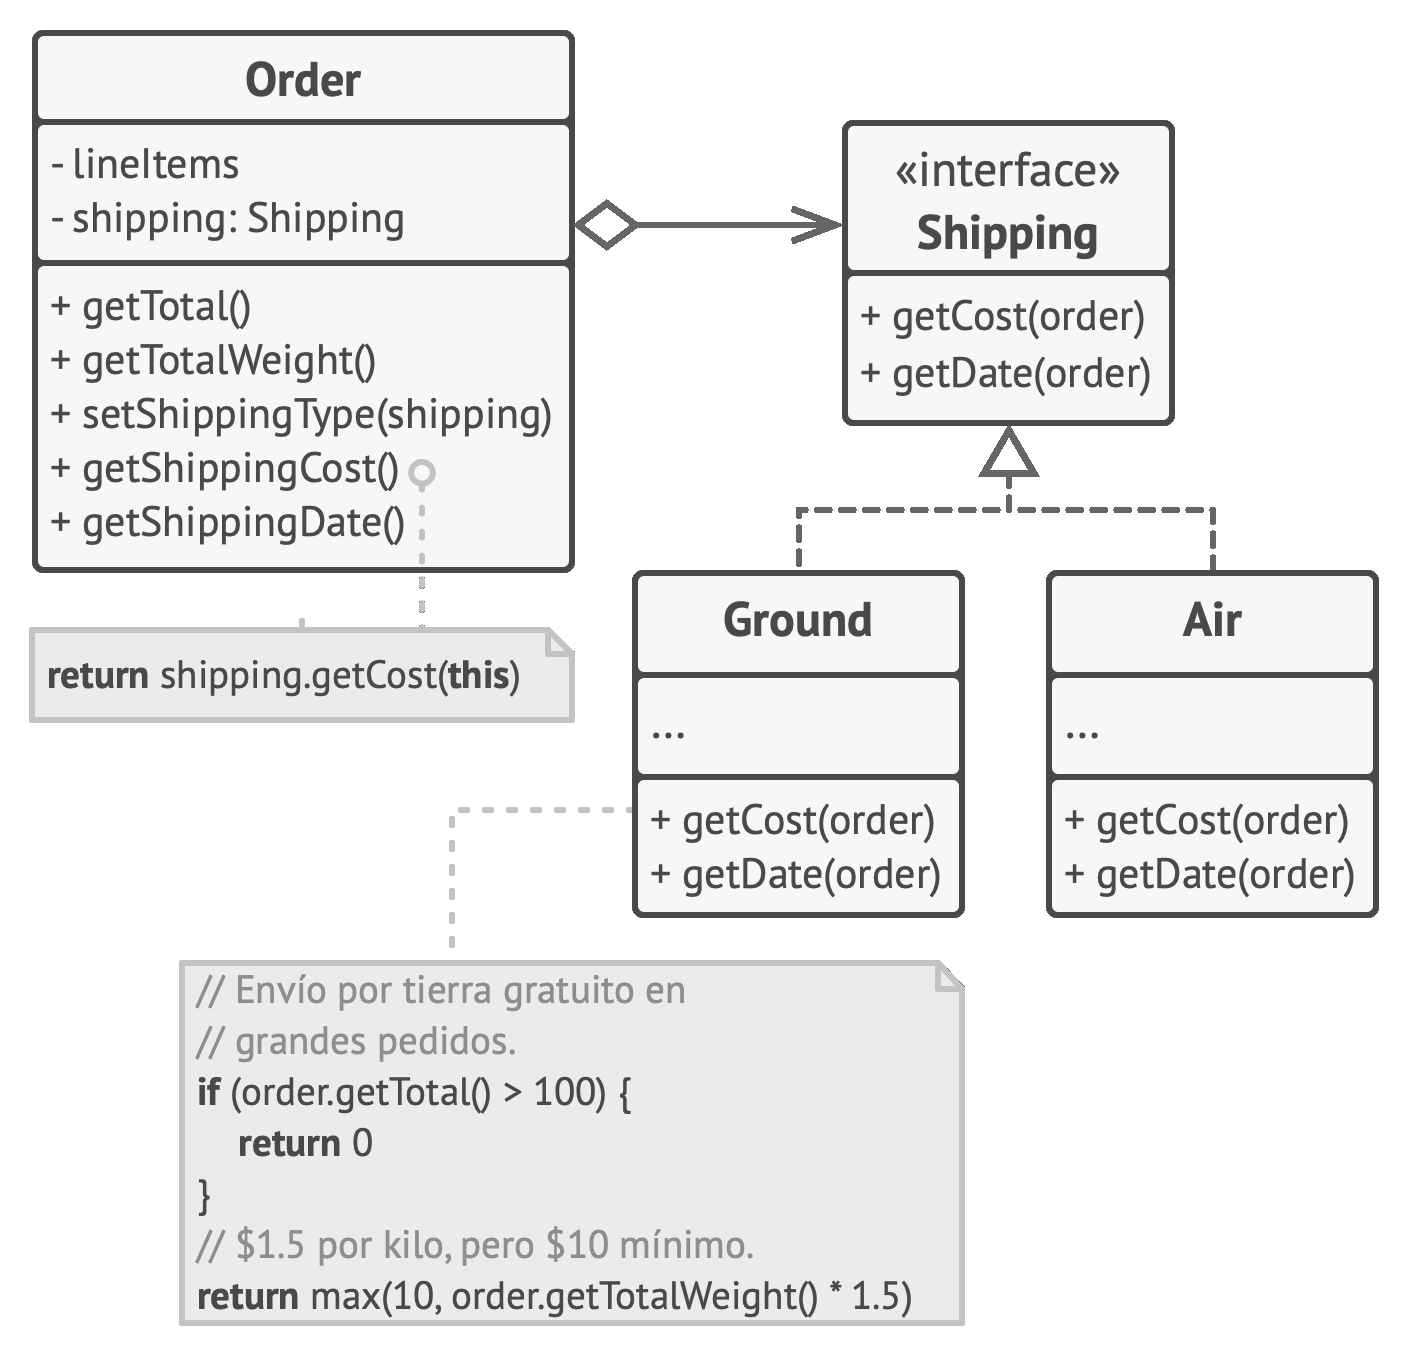 Order
- lineItems
- shipping: Shipping
+ getTotal()
+ getTotalWeight()
+ setShippingType(shipping)
+ getShippingCost()
+ getShippingDate()
return shipping.getCost(this)
«interface»
Shipping
+ getCost(order)
+ getDate(order)
Ground
...
+ getCost(order)
+ getDate(order)
Air
...
+ getCost(order)
+ getDate(order)
// Envío por tierra gratuito en
// grandes pedidos.
if (order.getTotal() > 100) {
return 0
}
// $1.5 por kilo, pero $10 mínimo.
return max(10, order.getTotalWeight() * 1.5)